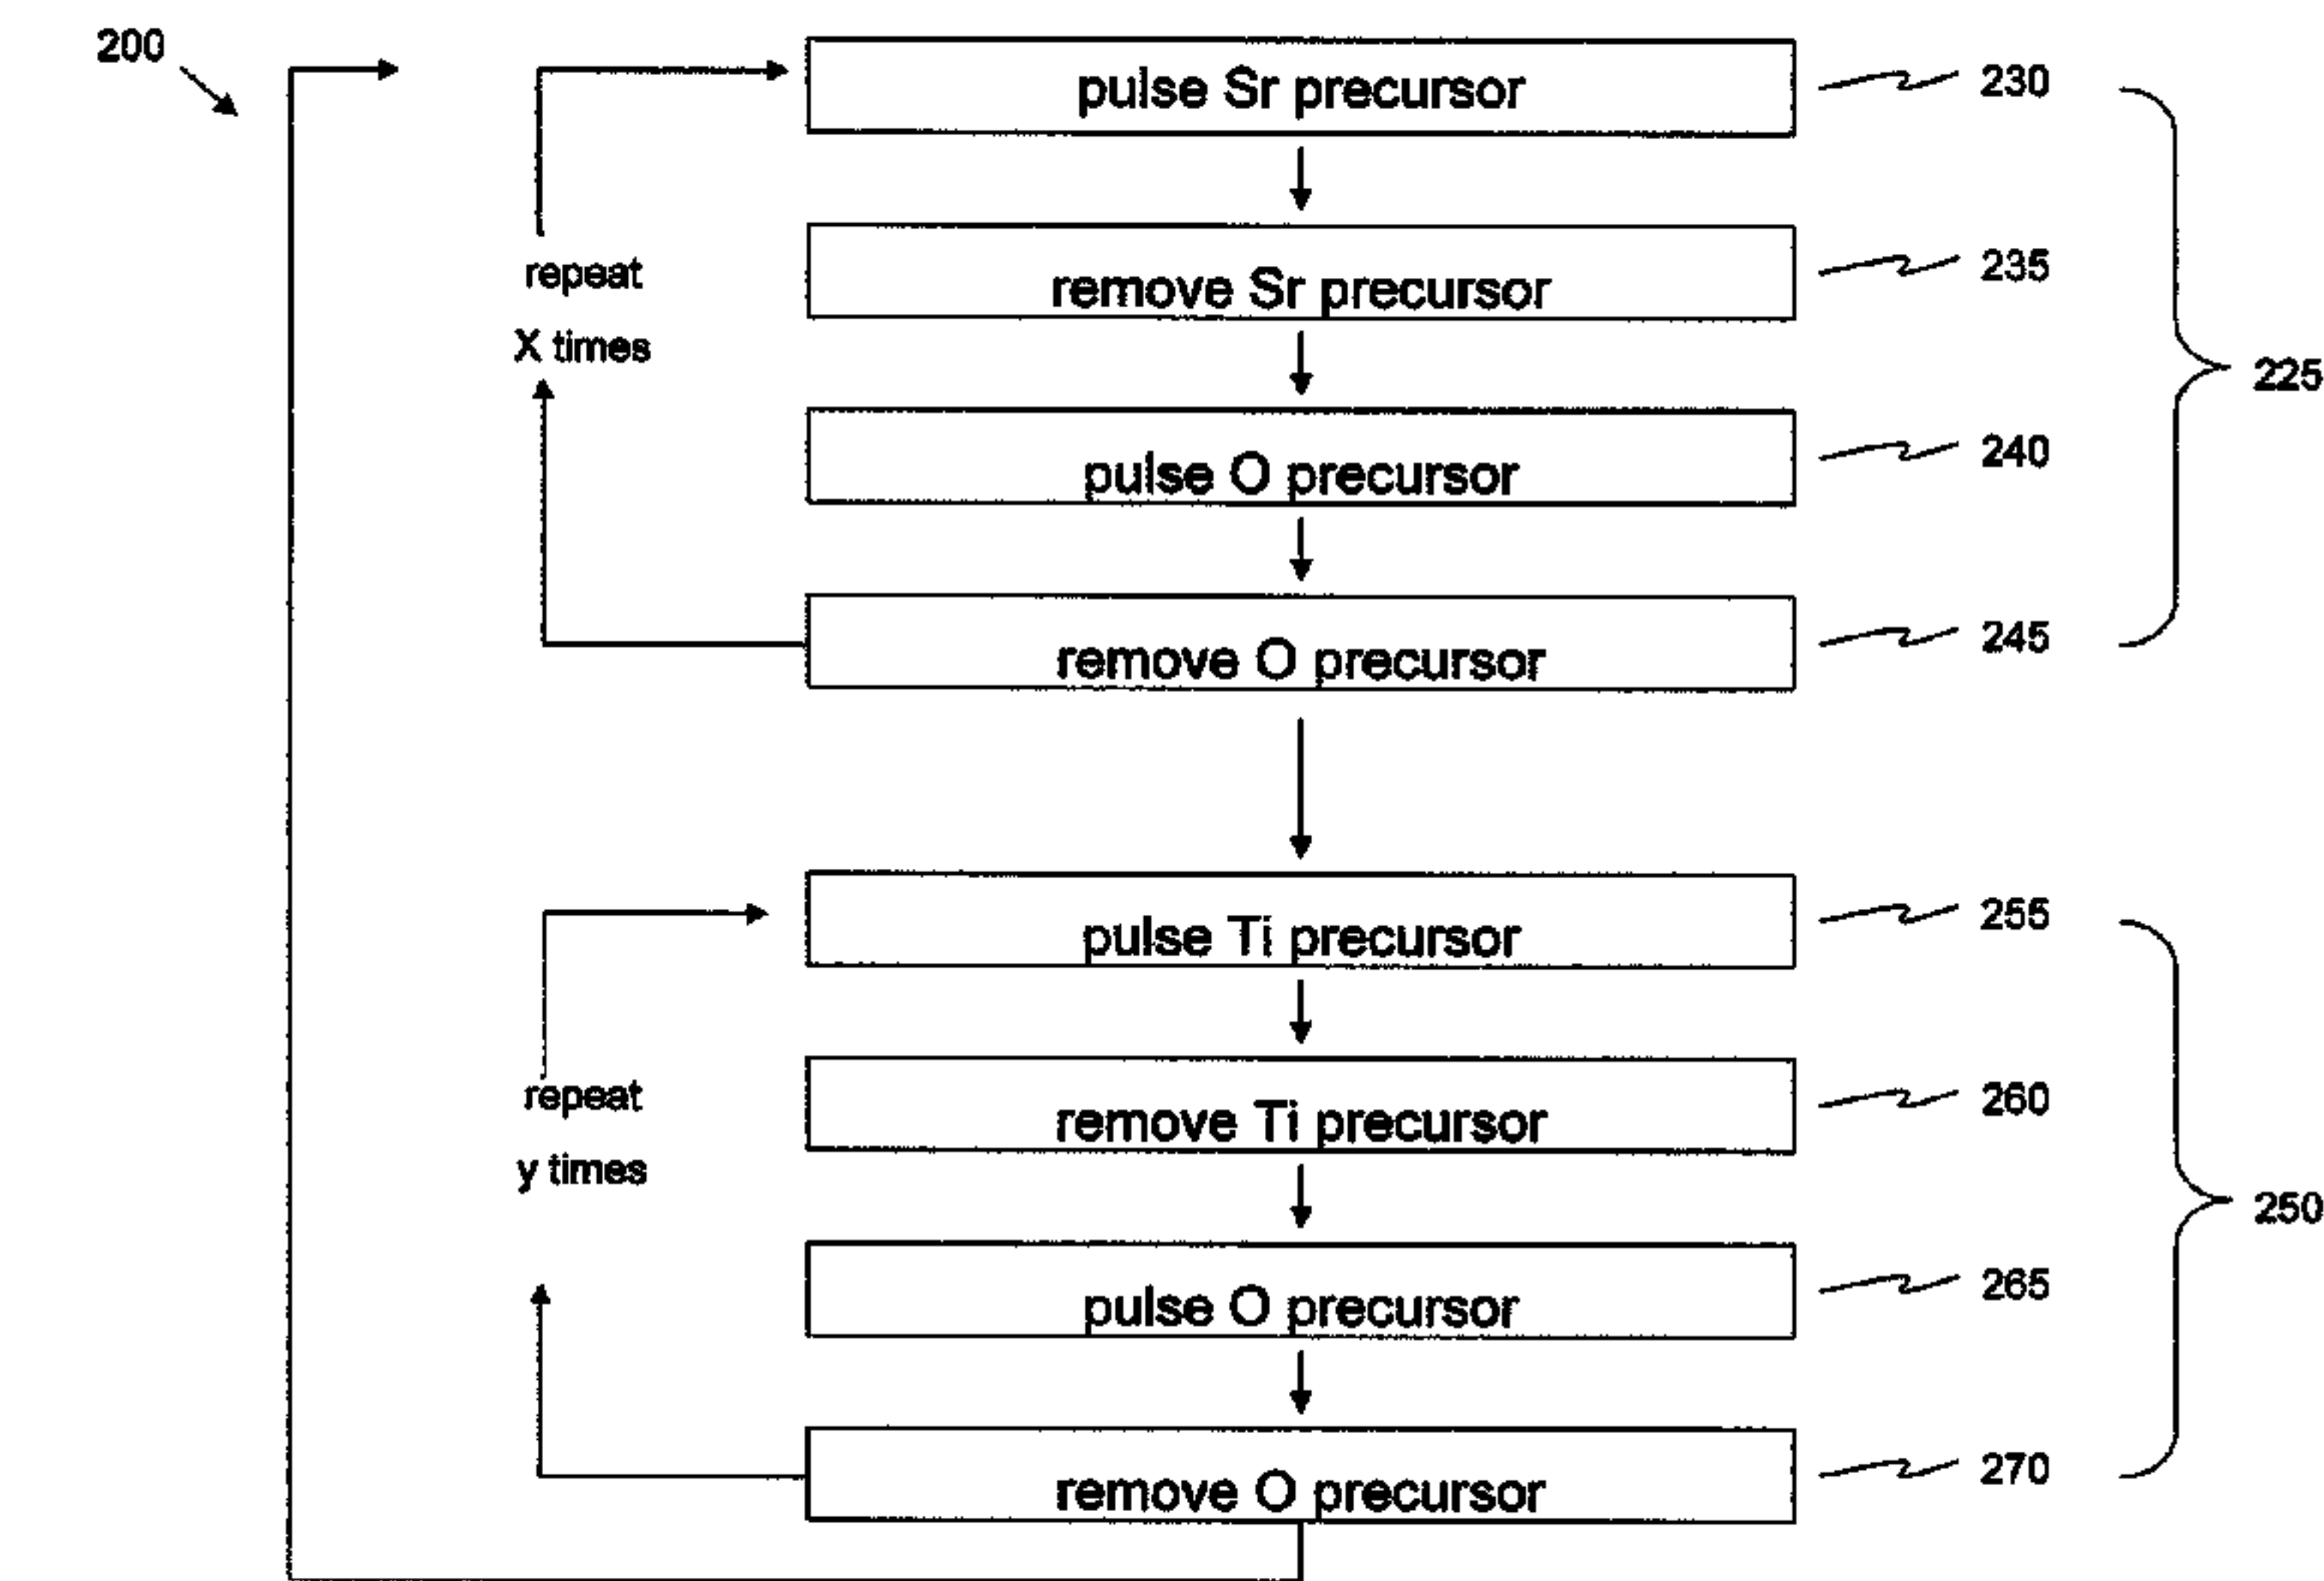 200
pulse Sr precursor
230
remove Sr precursor
235
repeat
X times
225
pulse O precursor
240
remove O precursor
245
pulse Ti precursor
255
repeat
y times
remove Ti precursor
260
250
pulse O precursor
265
remove O precursor
270